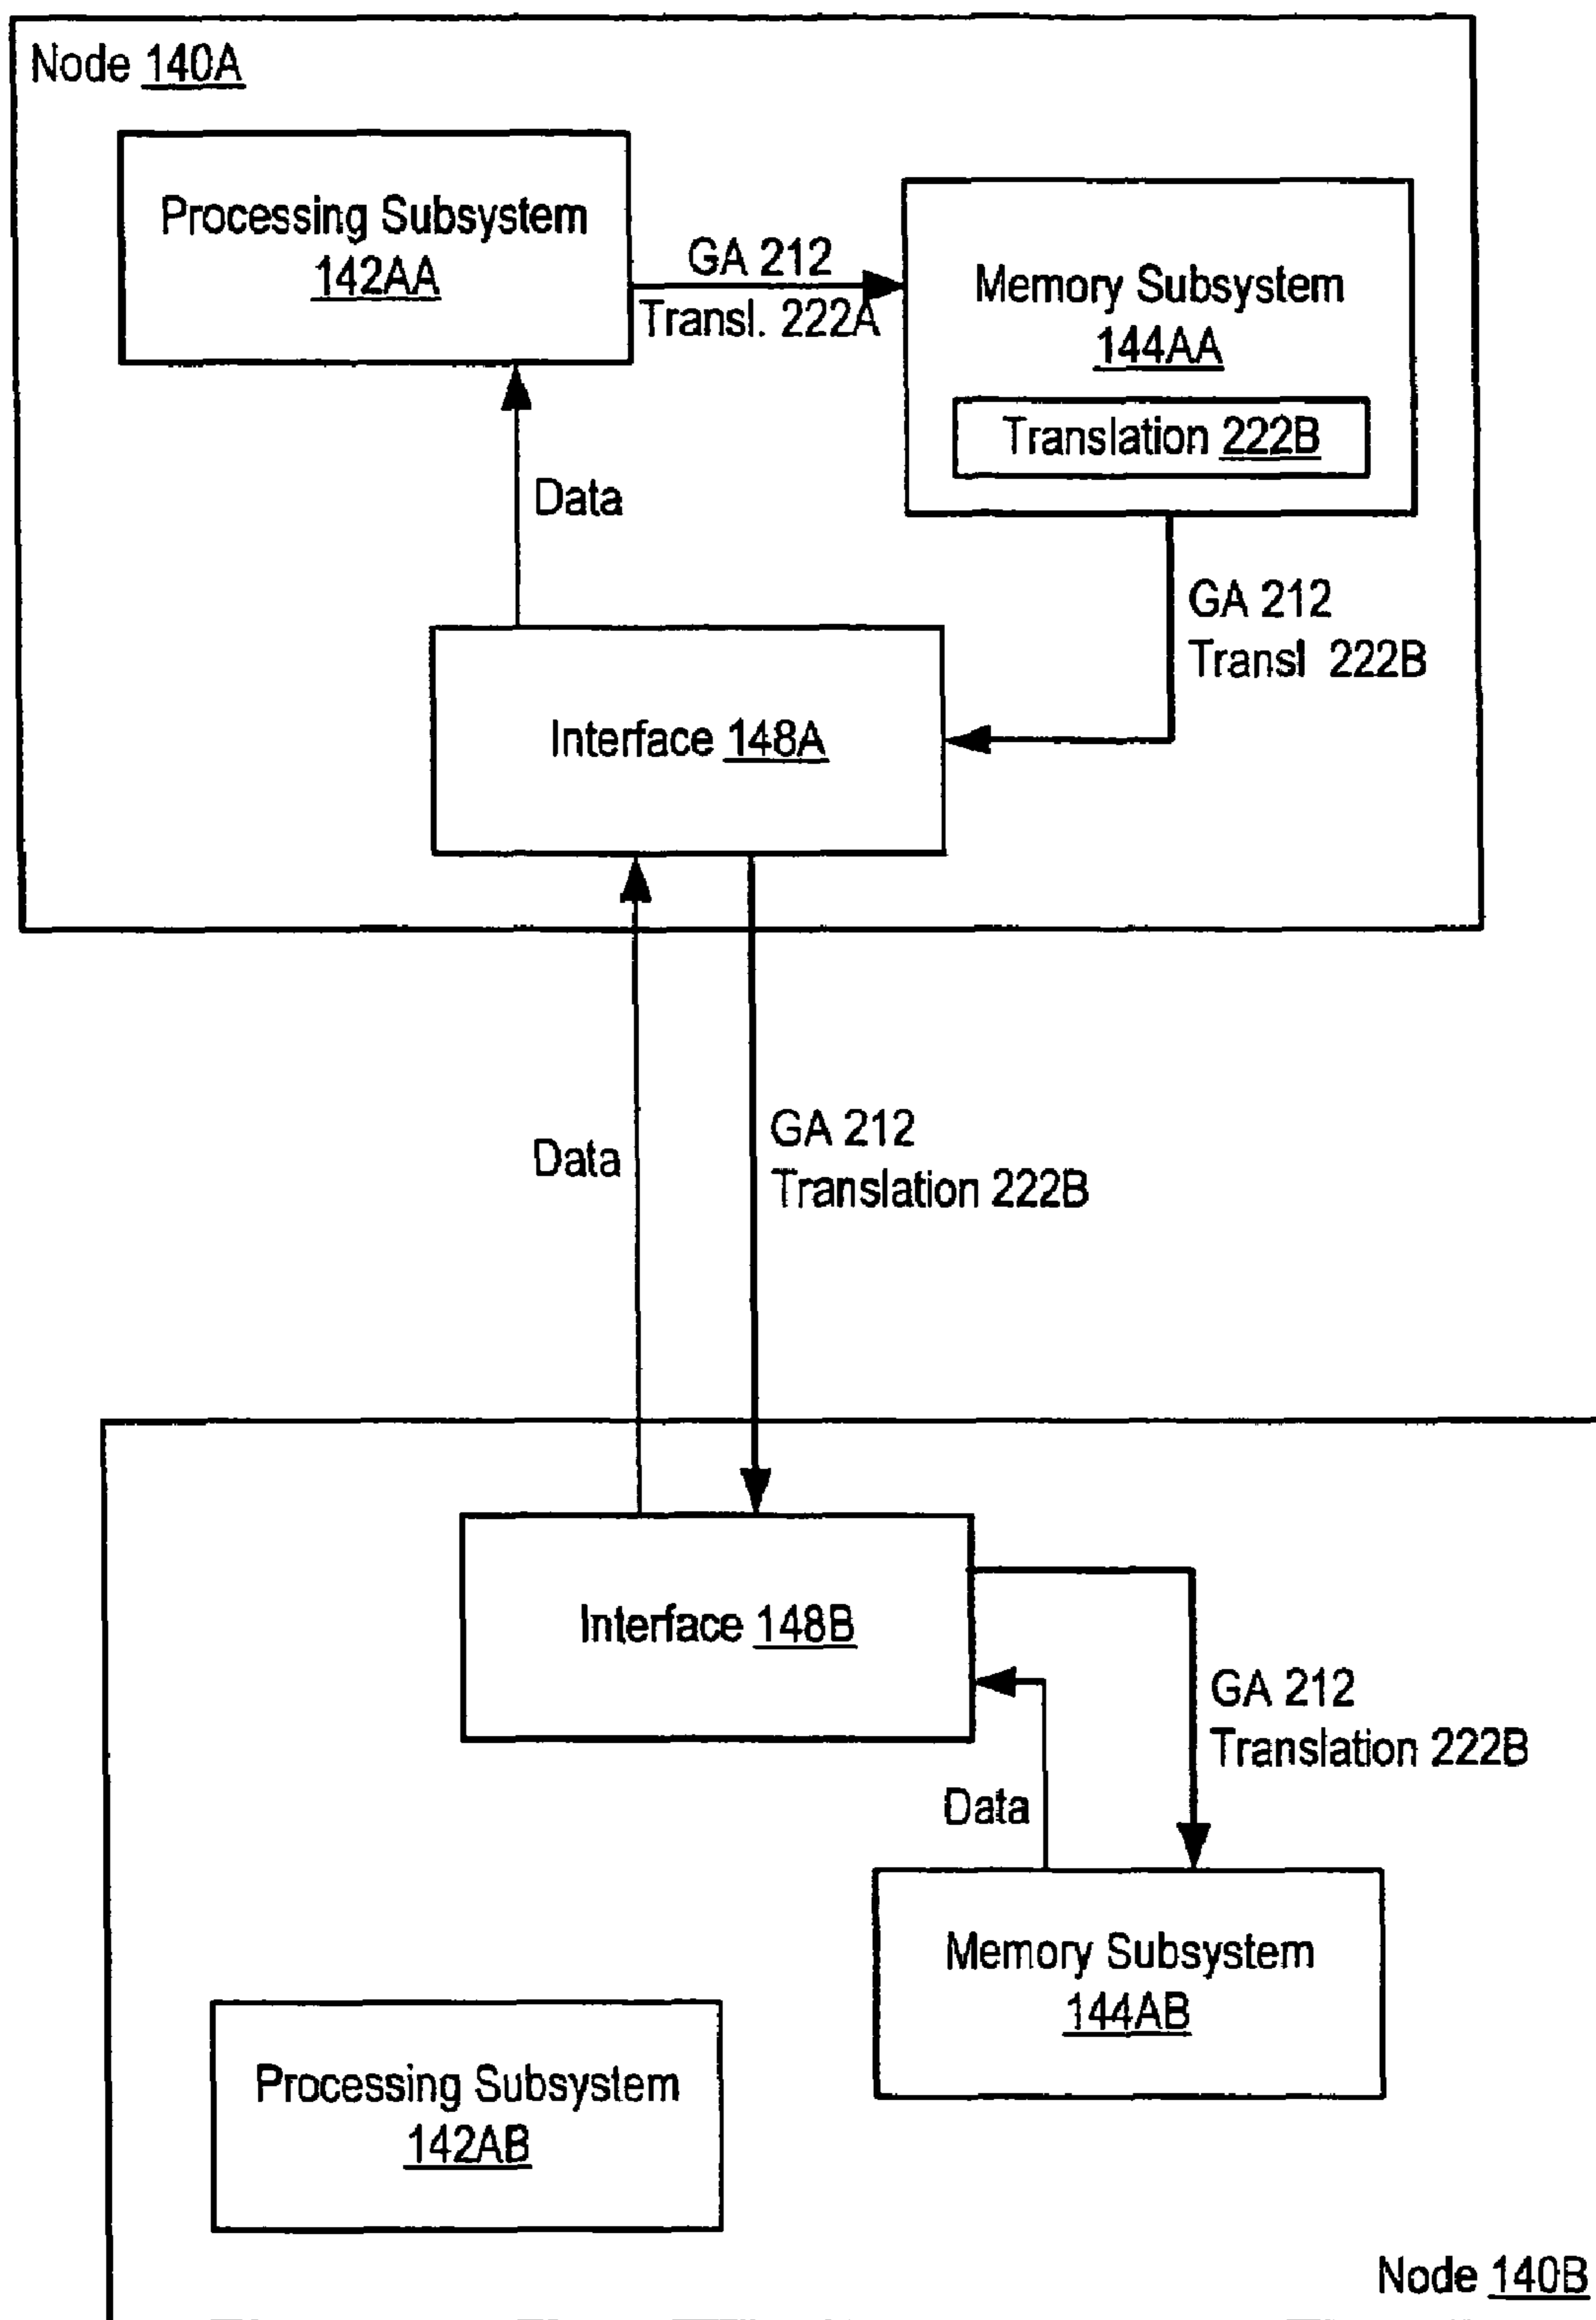 Node 140A
Processing Subsystem
142AA
GA 212
Transl. 222A
Memory Subsystem
144AA
Translation 222B
Data
GA 212
Transl 222B
Interface 148A
Data
GA 212
Translation 222B
Interface 148B
GA 212
Translation 222B
Data
Memory Subsystem
144AB
Processing Subsystem
142AB
Node 140B